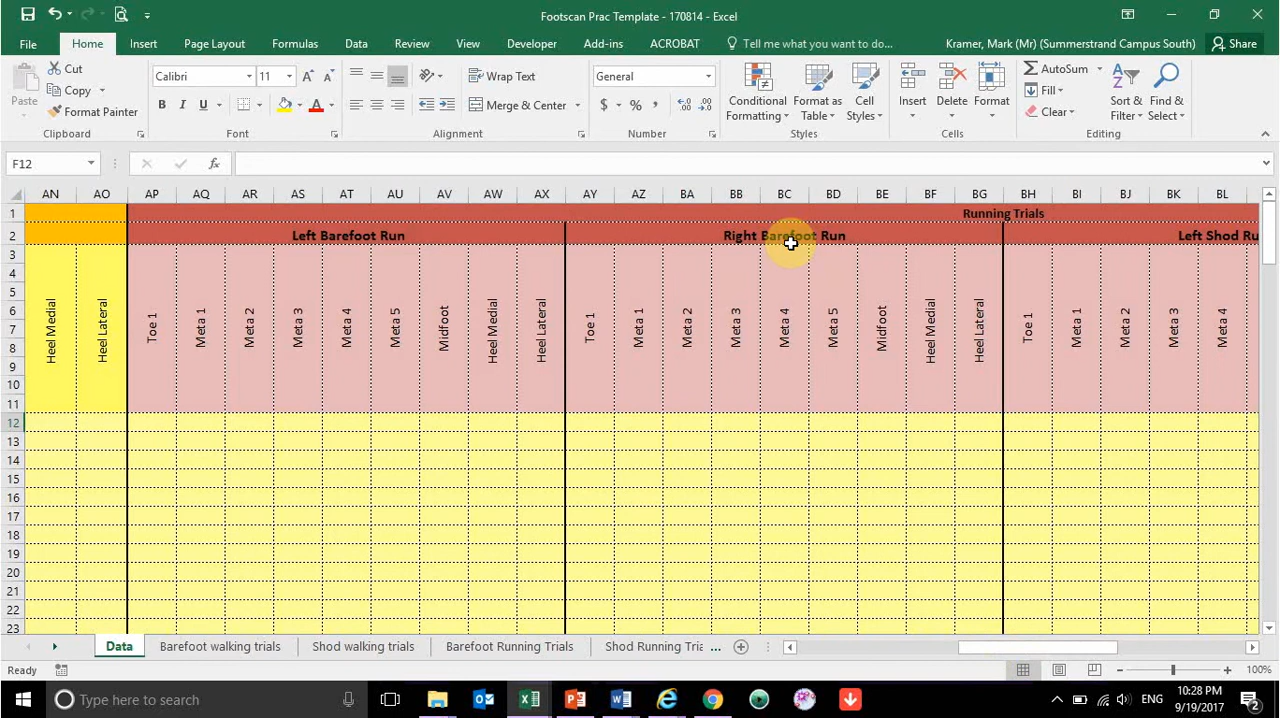 Footscan Prac Template - 170814 - Excel
File Home Insert Page Layout Formulas Data Review View Developer Add-ins ACROBAT Tell me what you want to do... Kramer, Mark (Mr) (Summerstrand Campus South) Share
Paste
Cut
Copy
Format Painter
Clipboard
Calibri 11
B I U
Font
Wrap Text
Merge & Center
Alignment
General
$ % ,
Number
Conditional Formatting
Format as Table
Cell Styles
Styles
Insert Delete Format
Cells
AutoSum
Fill
Clear
Sort & Filter
Find & Select
Editing
F12 fx
AN AO AP AQ AR AS AT AU AV AW AX AY AZ BA BB BC BD BE BF BG BH BI BJ BK BL
1 Running Trials
2 Left Barefoot Run Right Barefoot Run Left Shod Ru
Heel Medial Heel Lateral Toe 1 Meta 1 Meta 2 Meta 3 Meta 4 Meta 5 Midfoot Heel Medial Heel Lateral Toe 1 Meta 1 Meta 2 Meta 3 Meta 4 Meta 5 Midfoot Heel Medial Heel Lateral Toe 1 Meta 1 Meta 2 Meta 3 Meta 4
3
4
5
6
7
8
9
10
11
12
13
14
15
16
17
18
19
20
21
22
23
Data Barefoot walking trials Shod walking trials Barefoot Running Trials Shod Running Tria ...
Ready 100%
Type here to search ENG 10:28 PM
9/19/2017 2